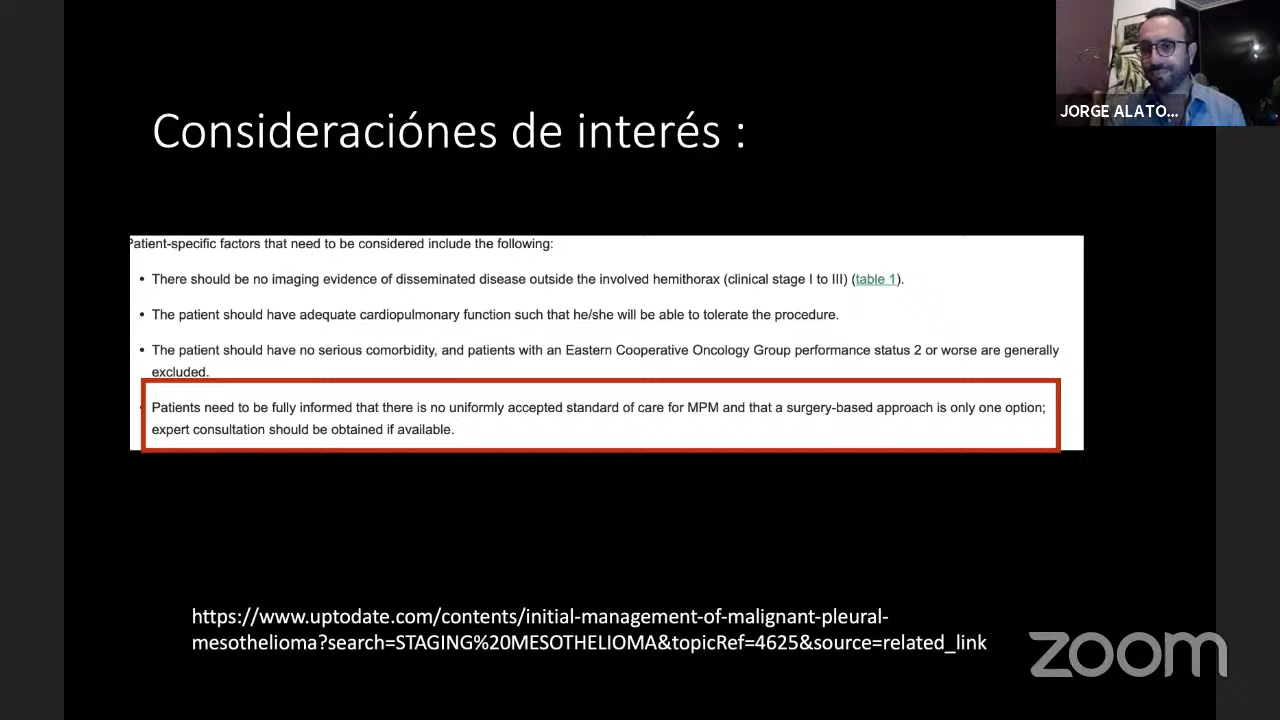 JORGE ALATO...
Consideraciónes de interés :
Patient-specific factors that need to be considered include the following:
• There should be no imaging evidence of disseminated disease outside the involved hemithorax (clinical stage I to III) (table 1).
• The patient should have adequate cardiopulmonary function such that he/she will be able to tolerate the procedure.
• The patient should have no serious comorbidity, and patients with an Eastern Cooperative Oncology Group performance status 2 or worse are generally
excluded.
• Patients need to be fully informed that there is no uniformly accepted standard of care for MPM and that a surgery-based approach is only one option;
expert consultation should be obtained if available.
https://www.uptodate.com/contents/initial-management-of-malignant-pleural-
mesothelioma?search=STAGING%20MESOTHELIOMA&topicRef=4625&source=related_link
zoom